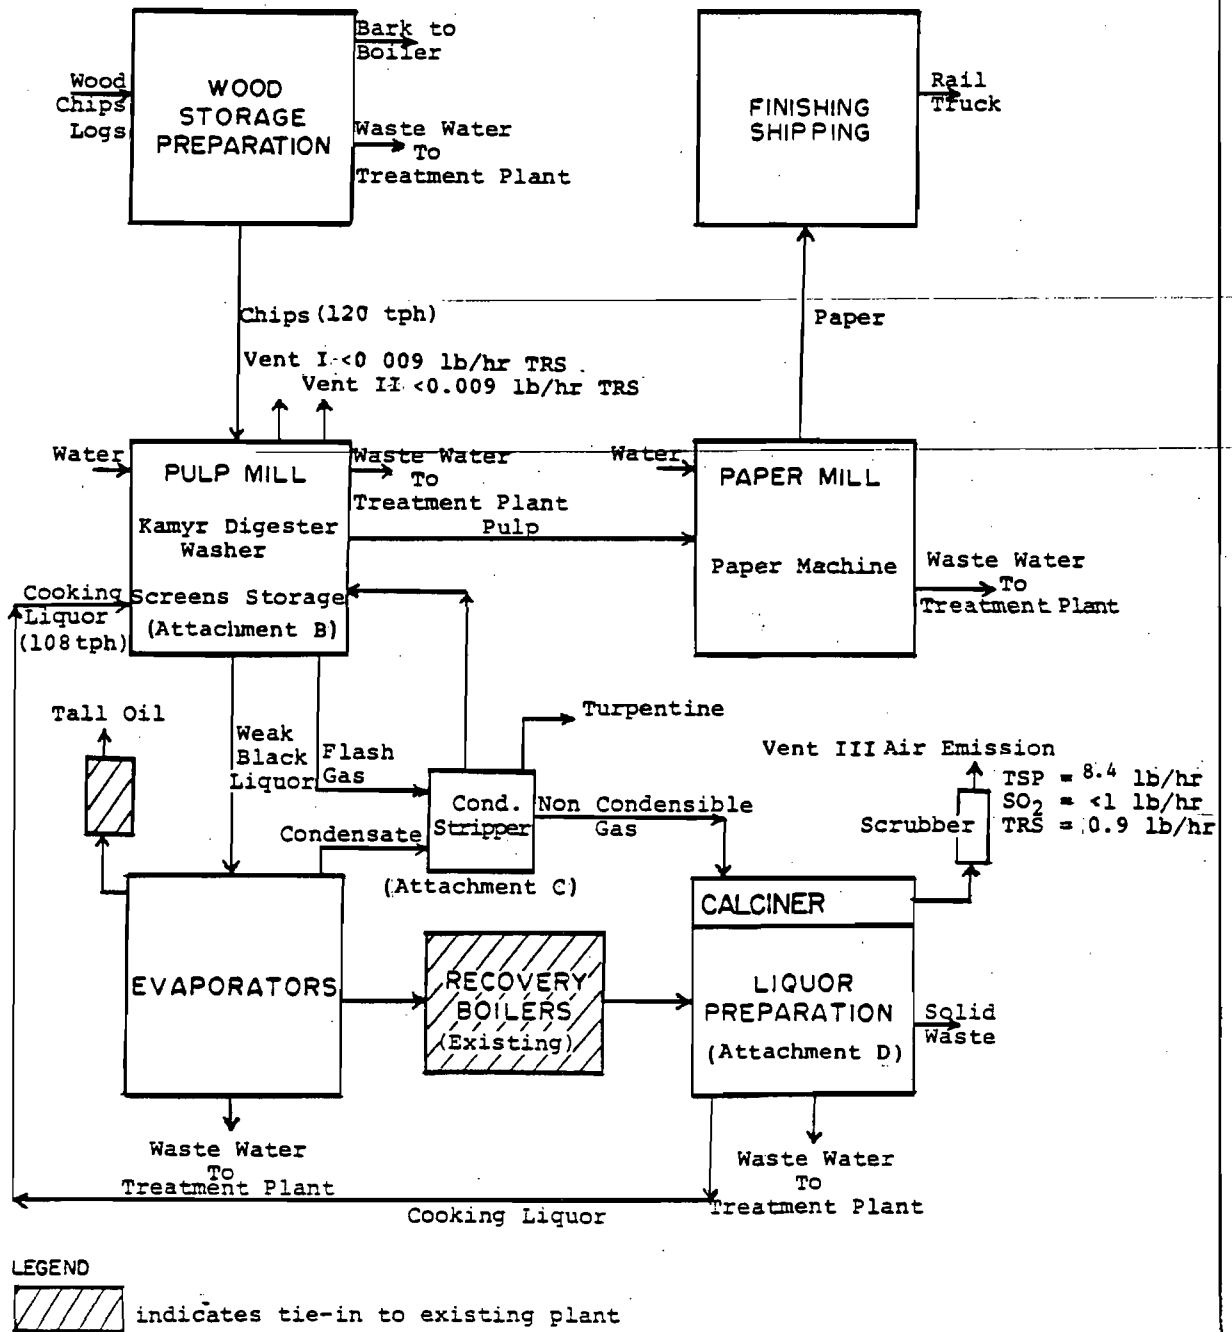 Bark to
Boiler
Wood
Chips
Logs
WOOD
STORAGE
PREPARATION
Waste Water
To
Treatment Plant
FINISHING
SHIPPING
Rail
Truck
Chips (120 tph)
Paper
Vent I <0 009 lb/hr TRS
Vent II <0.009 lb/hr TRS
Water
PULP MILL
Kamyr Digester
Washer
Screens Storage
(Attachment B)
Waste Water
To
Treatment Plant
Pulp
Water
PAPER MILL
Paper Machine
Waste Water
To
Treatment Plant
Cooking
Liquor
(108 tph)
Tall Oil
Weak
Black
Liquor
Flash
Gas
Turpentine
Condensate
Cond.
Stripper
(Attachment C)
Non Condensible
Gas
Vent III Air Emission
TSP = 8.4 lb/hr
SO2 = <1 lb/hr
TRS = 0.9 lb/hr
Scrubber
EVAPORATORS
RECOVERY
BOILERS
(Existing)
CALCINER
LIQUOR
PREPARATION
(Attachment D)
Solid
Waste
Waste Water
To
Treatment Plant
Waste Water
To
Treatment Plant
Cooking Liquor
LEGEND
indicates tie-in to existing plant